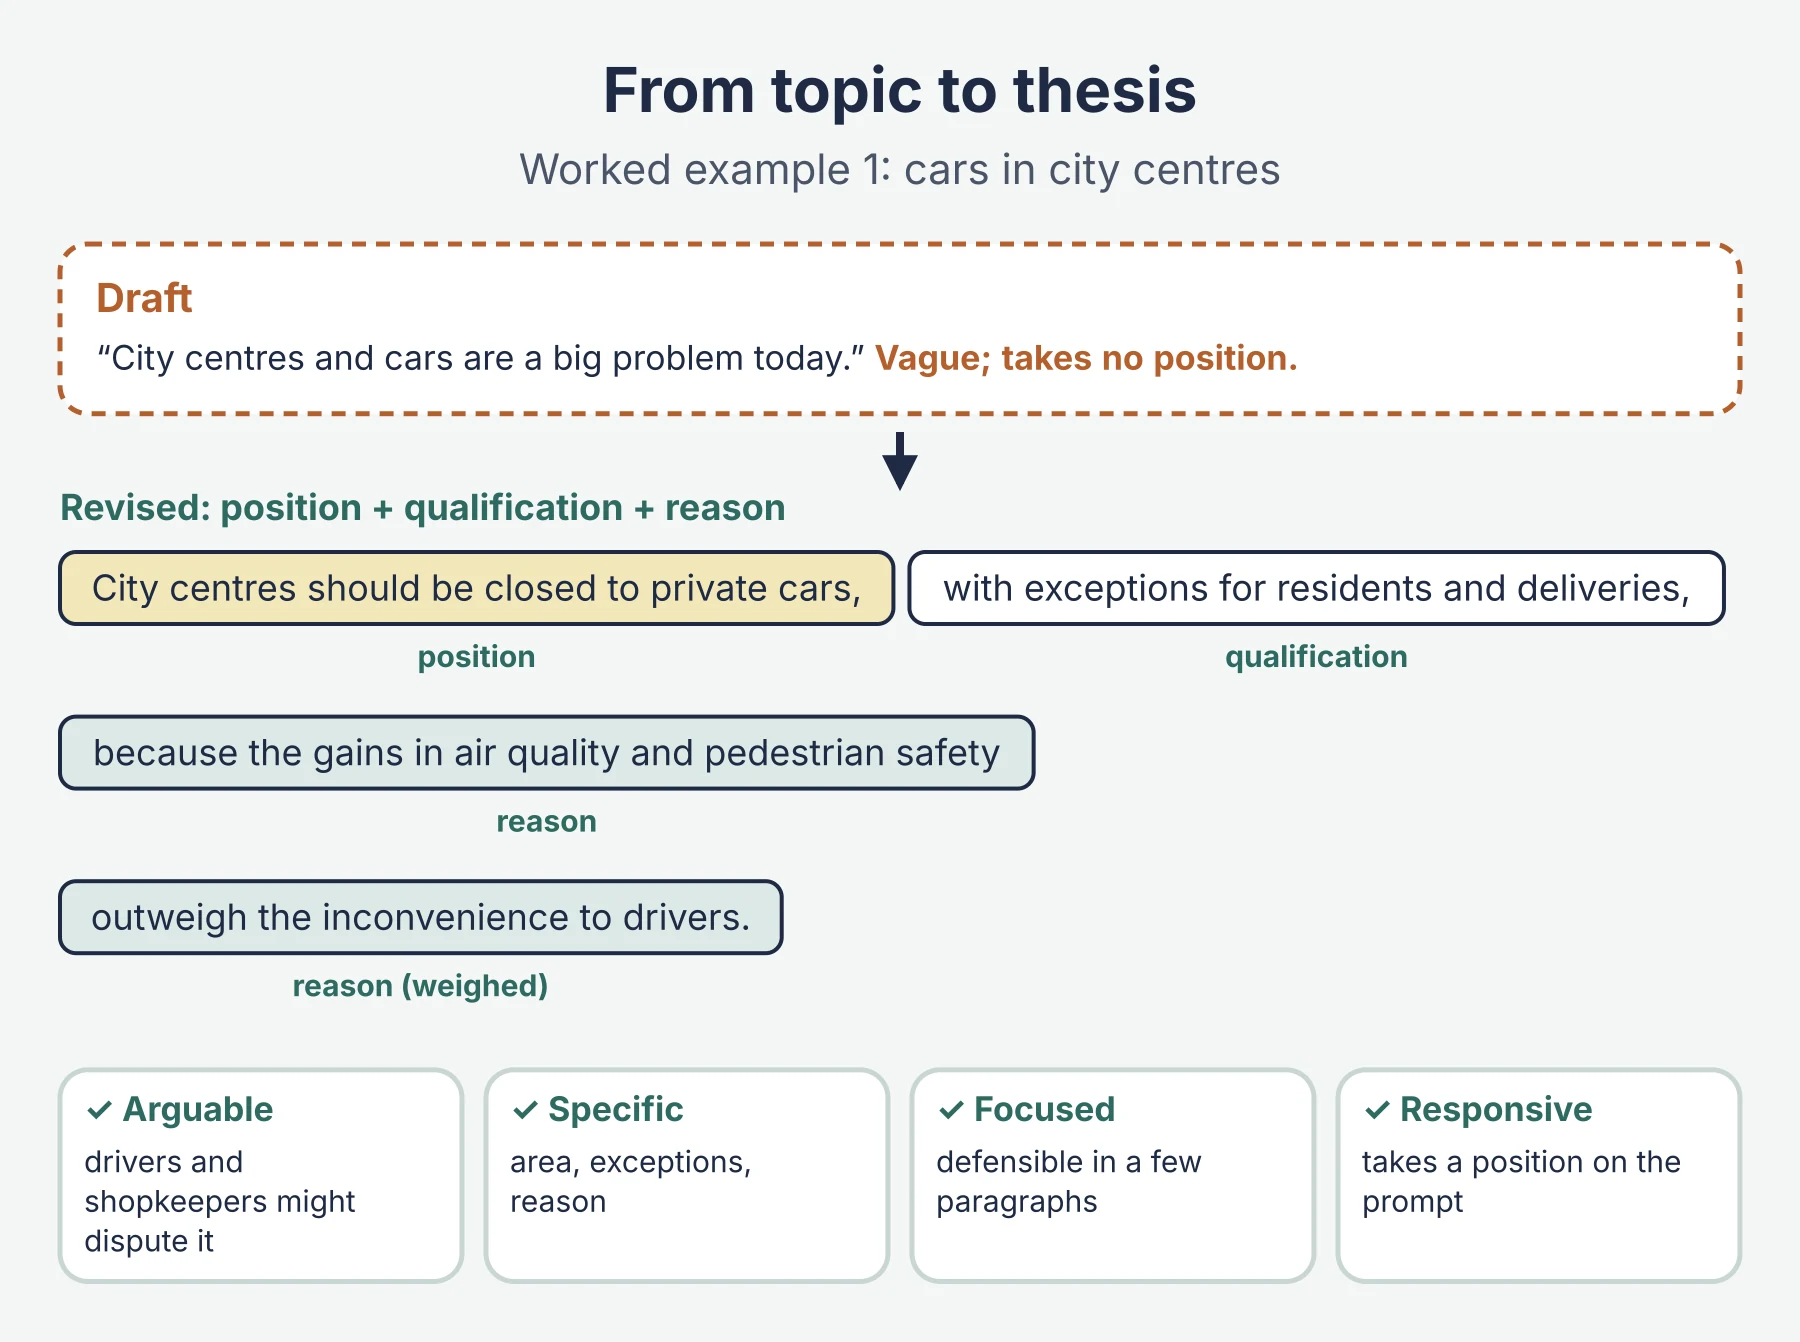 From topic to thesis
Worked example 1: cars in city centres
Draft
“City centres and cars are a big problem today.” Vague; takes no position.
Revised: position + qualification + reason
City centres should be closed to private cars, with exceptions for residents and deliveries,
position qualification
because the gains in air quality and pedestrian safety
reason
outweigh the inconvenience to drivers.
reason (weighed)
✓ Arguable
drivers and
shopkeepers might
dispute it
✓ Specific
area, exceptions,
reason
✓ Focused
defensible in a few
paragraphs
✓ Responsive
takes a position on the
prompt